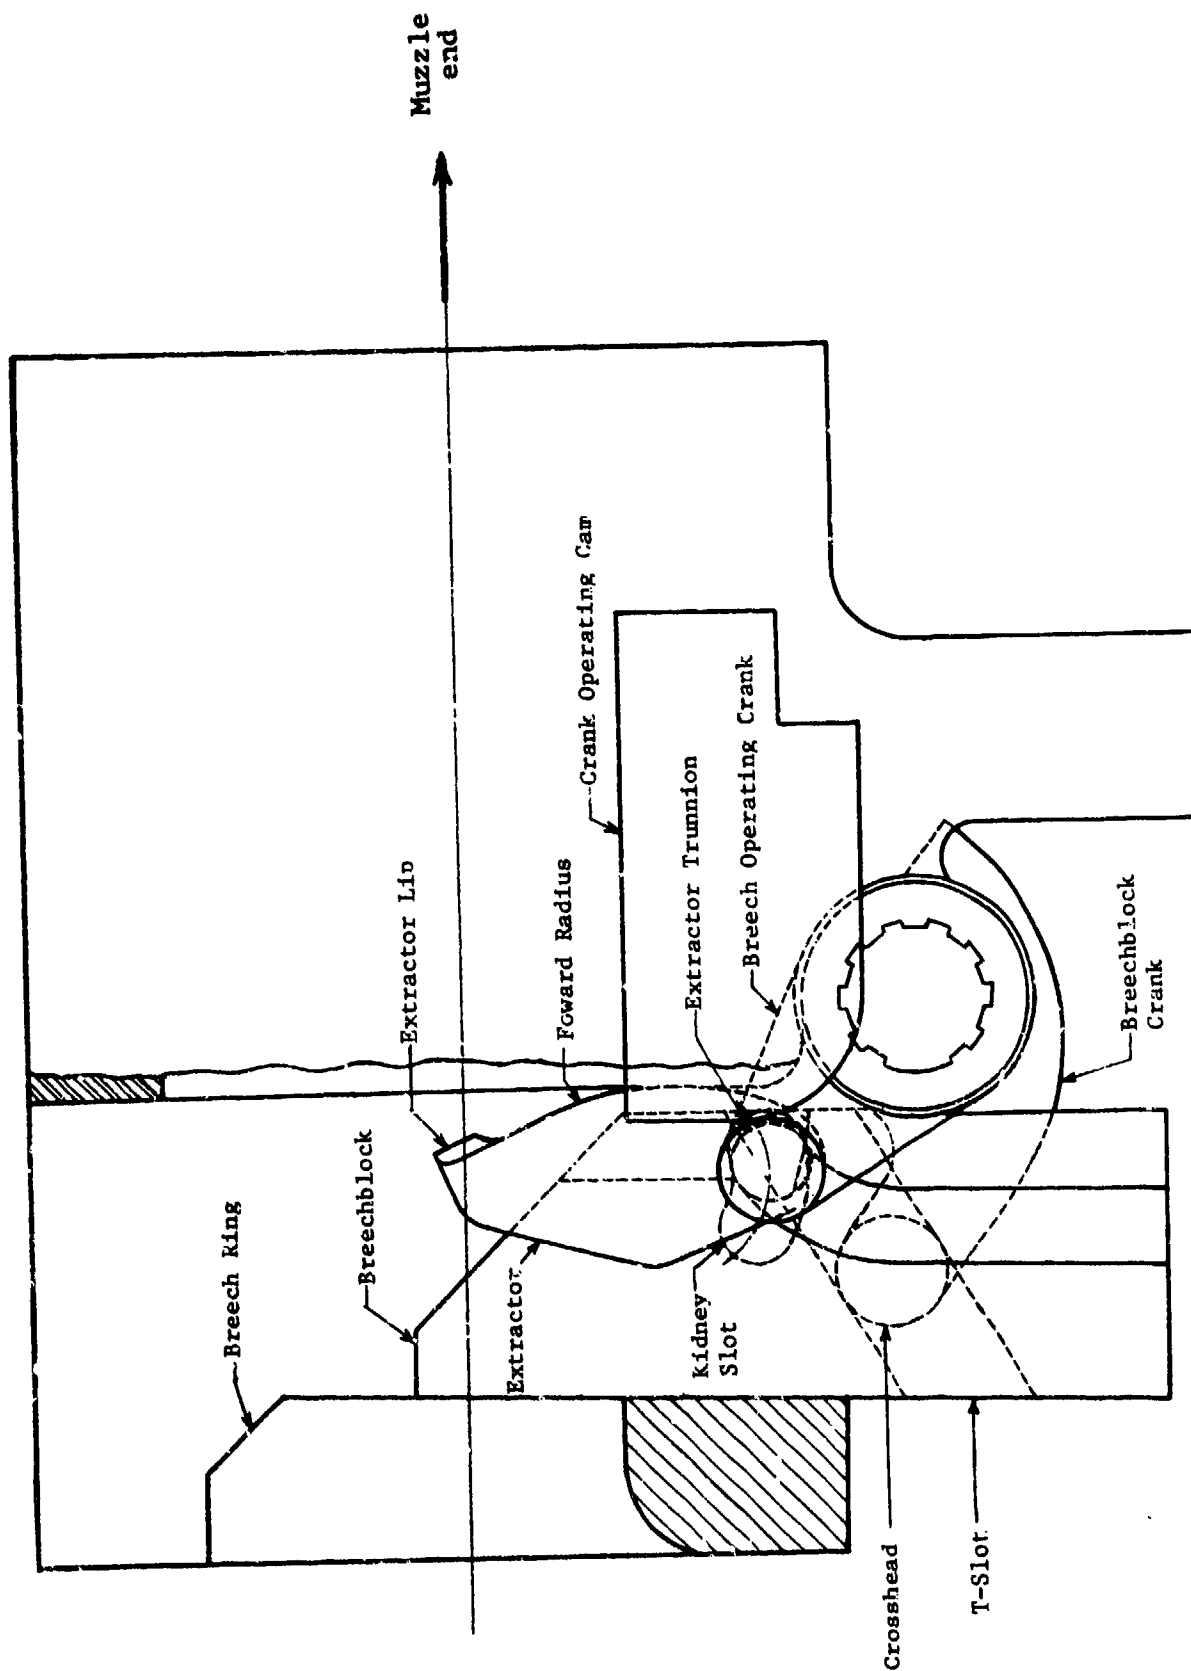 Muzzle
end
Breech Ring
Breechblock
Extractor Lip
Extractor
Foward Radius
Crank Operating Cam
Kidney
Slot
Extractor Trunnion
Breech Operating Crank
Crosshead
T-Slot
Breechblock
Crank